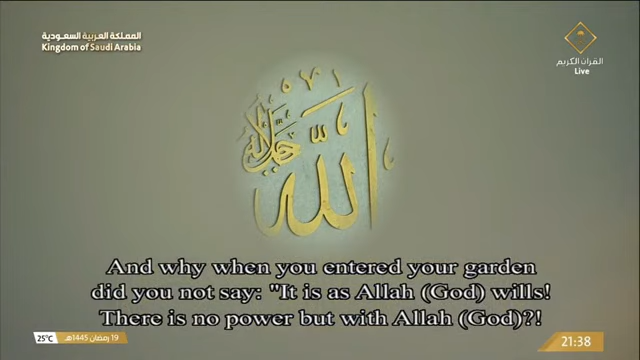 المملكة العربية السعودية
Kingdom of Saudi Arabia
القرآن الكريم
Live
الله جل جلاله
And why when you entered your garden
did you not say: "It is as Allah (God) wills!
There is no power but with Allah (God)?!
25°C
19 رمضان 1445هـ
21:38